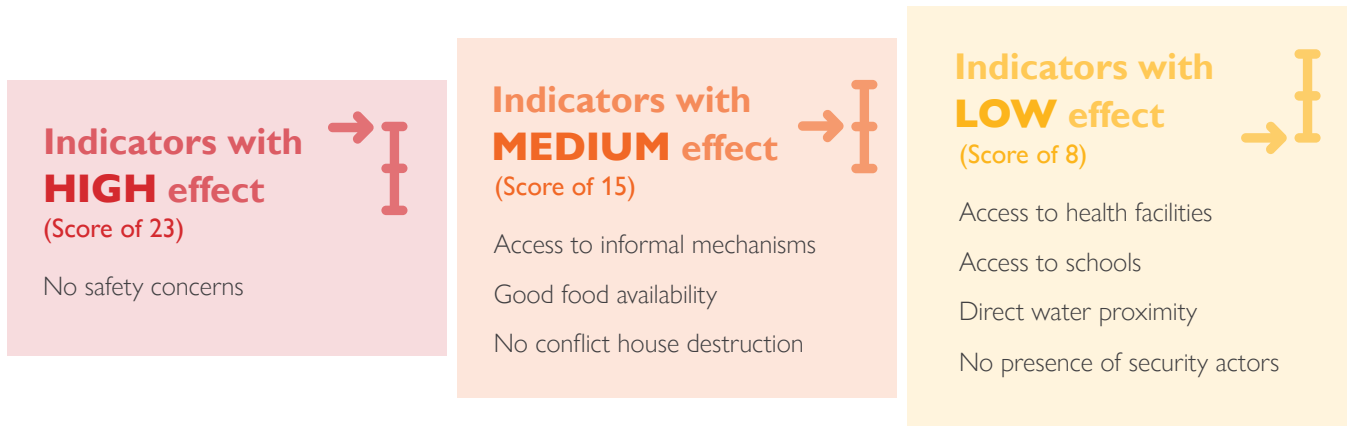 Indicators with
HIGH effect
(Score of 23)
No safety concerns
Indicators with
MEDIUM effect
(Score of 15)
Access to informal mechanisms
Good food availability
No conflict house destruction
Indicators with
LOW effect
(Score of 8)
Access to health facilities
Access to schools
Direct water proximity
No presence of security actors